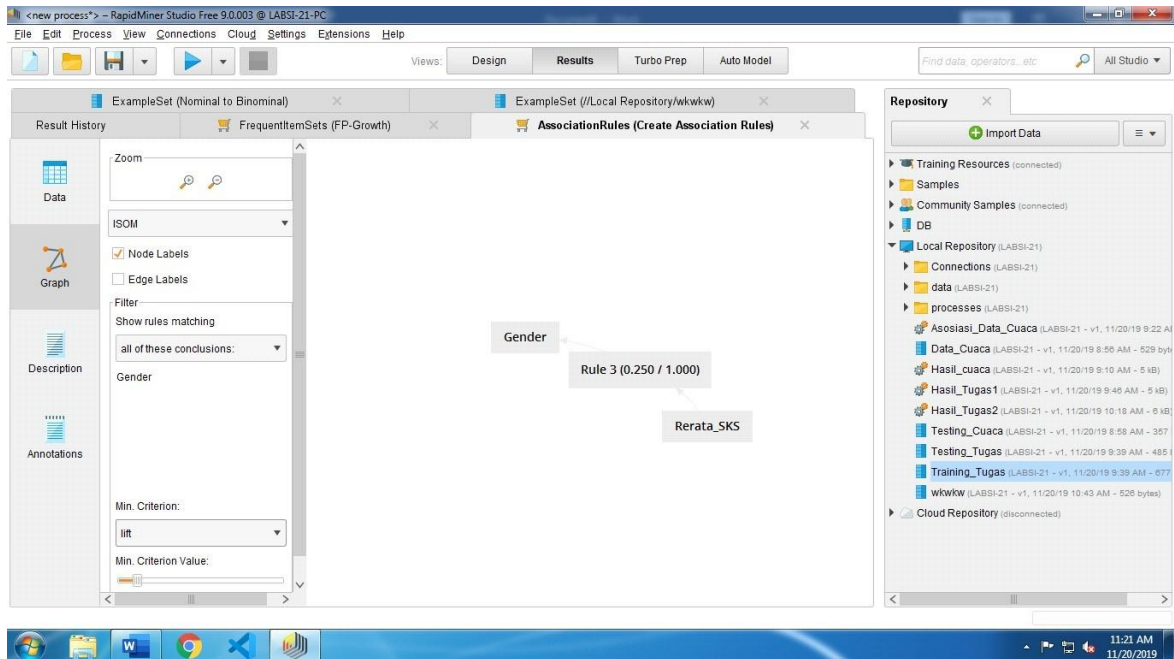 <new process*> – RapidMiner Studio Free 9.0.003 @ LABSI-21-PC
File Edit Process View Connections Cloud Settings Extensions Help
Views: Design Results Turbo Prep Auto Model
Find data, operators...etc All Studio
ExampleSet (Nominal to Binominal)
ExampleSet (//Local Repository/wkwkw)
Result History
FrequentItemSets (FP-Growth)
AssociationRules (Create Association Rules)
Data
Graph
Description
Annotations
Zoom
ISOM
Node Labels
Edge Labels
Filter
Show rules matching
all of these conclusions:
Gender
Min. Criterion:
lift
Min. Criterion Value:
Gender
Rule 3 (0.250 / 1.000)
Rerata_SKS
Repository
Import Data
Training Resources (connected)
Samples
Community Samples (connected)
DB
Local Repository (LABSI-21)
Connections (LABSI-21)
data (LABSI-21)
processes (LABSI-21)
Asosiasi_Data_Cuaca (LABSI-21 - v1, 11/20/19 9:22 A
Data_Cuaca (LABSI-21 - v1, 11/20/19 8:56 AM - 529 byt
Hasil_cuaca (LABSI-21 - v1, 11/20/19 9:10 AM - 5 kB)
Hasil_Tugas1 (LABSI-21 - v1, 11/20/19 9:46 AM - 5 kB)
Hasil_Tugas2 (LABSI-21 - v1, 11/20/19 10:18 AM - 6 kB
Testing_Cuaca (LABSI-21 - v1, 11/20/19 8:58 AM - 357
Testing_Tugas (LABSI-21 - v1, 11/20/19 9:39 AM - 485
Training_Tugas (LABSI-21 - v1, 11/20/19 9:39 AM - 677
wkwkw (LABSI-21 - v1, 11/20/19 10:43 AM - 526 bytes)
Cloud Repository (disconnected)
11:21 AM
11/20/2019